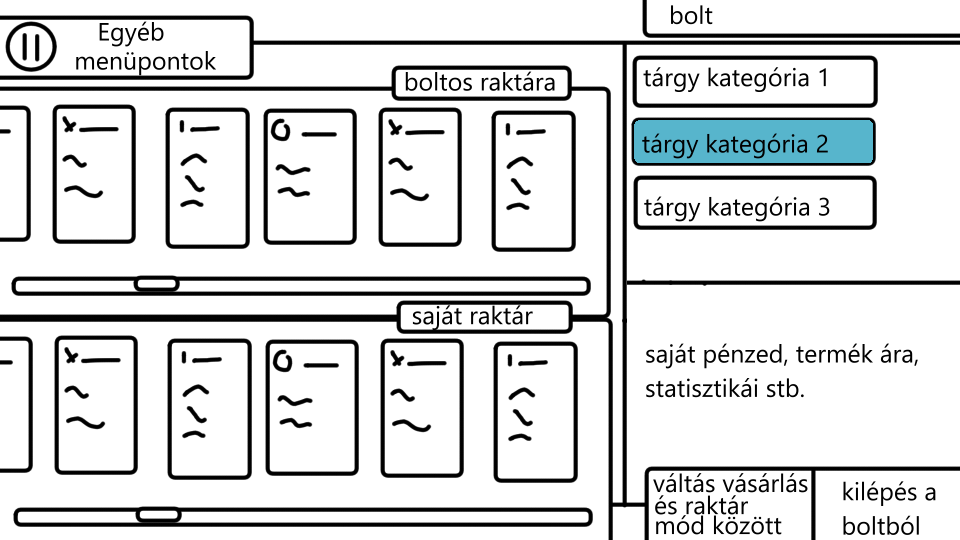 Egyéb
menüpontok
bolt
boltos raktára
tárgy kategória 1
tárgy kategória 2
tárgy kategória 3
saját raktár
saját pénzed, termék ára,
statisztikái stb.
váltás vásárlás
és raktár
mód között
kilépés a
boltból